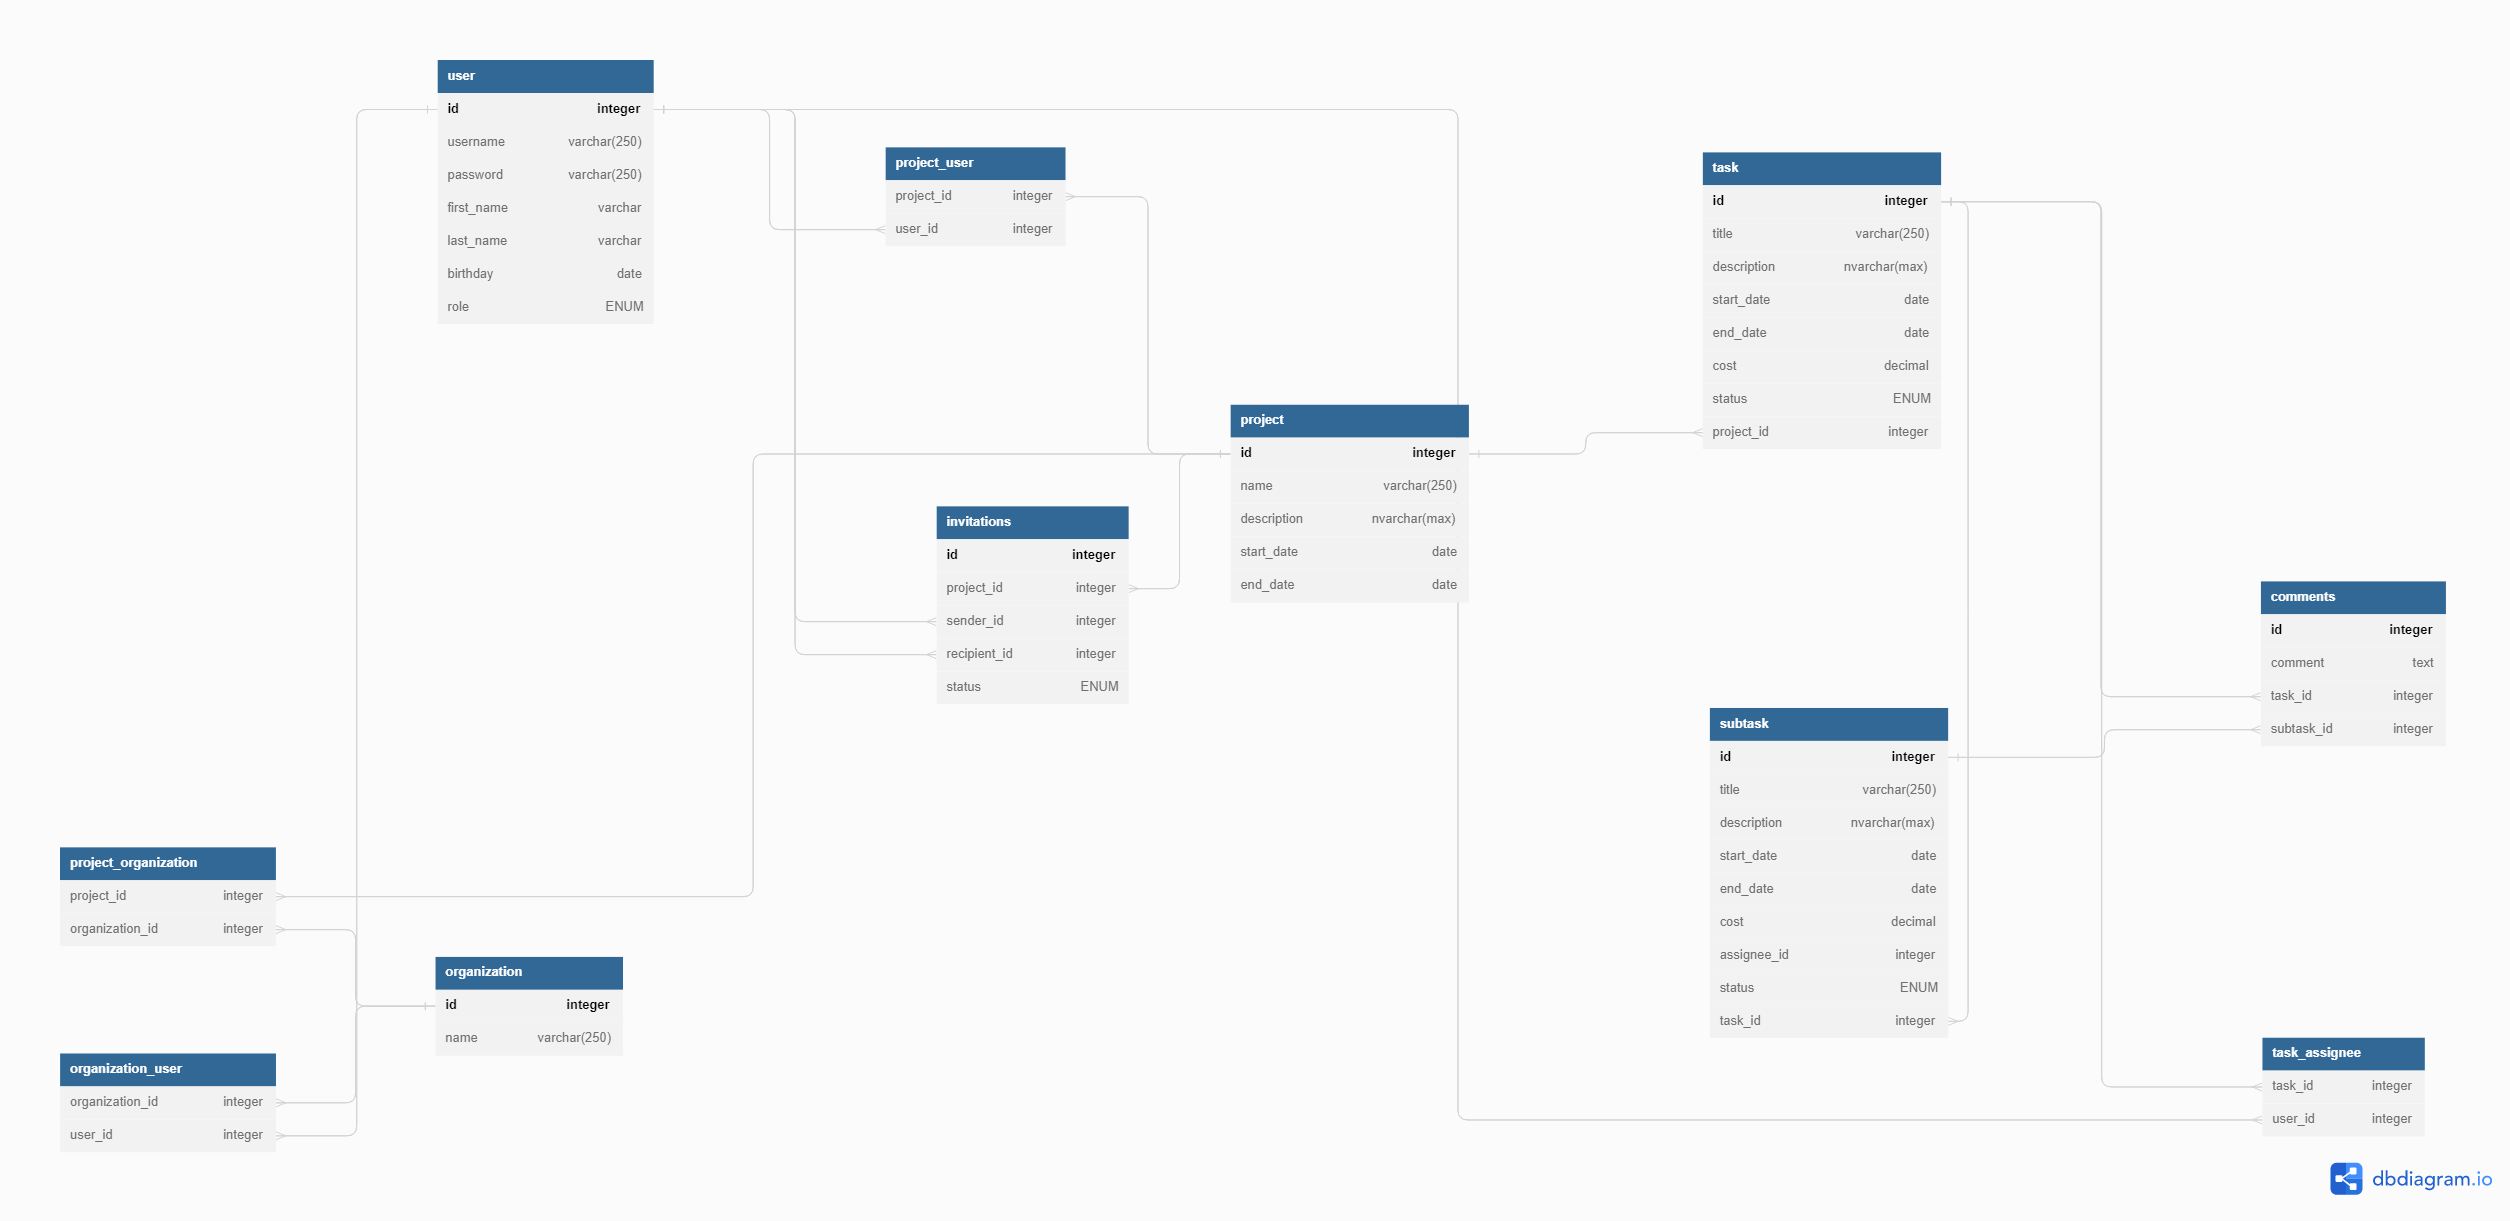 user
id integer
username varchar(250)
password varchar(250)
first_name varchar
last_name varchar
birthday date
role ENUM
project_user
project_id integer
user_id integer
task
id integer
title varchar(250)
description nvarchar(max)
start_date date
end_date date
cost decimal
status ENUM
project_id integer
project
id integer
name varchar(250)
description nvarchar(max)
start_date date
end_date date
invitations
id integer
project_id integer
sender_id integer
recipient_id integer
status ENUM
comments
id integer
comment text
task_id integer
subtask_id integer
subtask
id integer
title varchar(250)
description nvarchar(max)
start_date date
end_date date
cost decimal
assignee_id integer
status ENUM
task_id integer
project_organization
project_id integer
organization_id integer
organization
id integer
name varchar(250)
organization_user
organization_id integer
user_id integer
task_assignee
task_id integer
user_id integer
dbdiagram.io